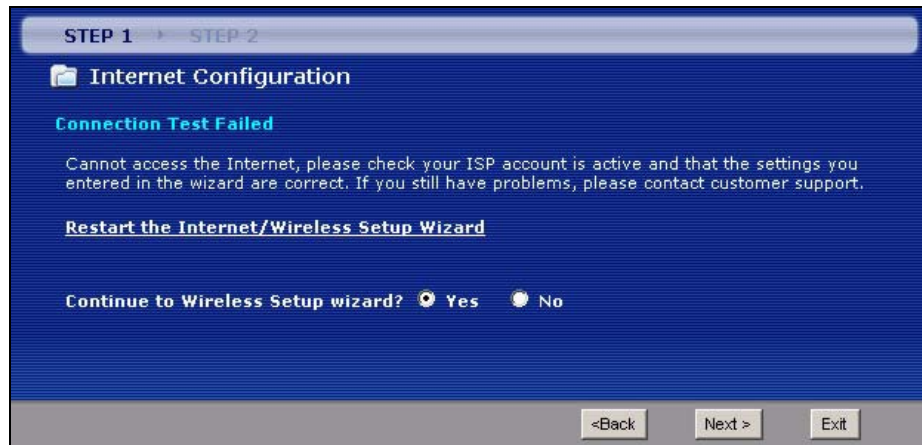 STEP 1 STEP 2
Internet Configuration
Connection Test Failed
Cannot access the Internet, please check your ISP account is active and that the settings you
entered in the wizard are correct. If you still have problems, please contact customer support.
Restart the Internet/Wireless Setup Wizard
Continue to Wireless Setup wizard? Yes No
<Back Next > Exit